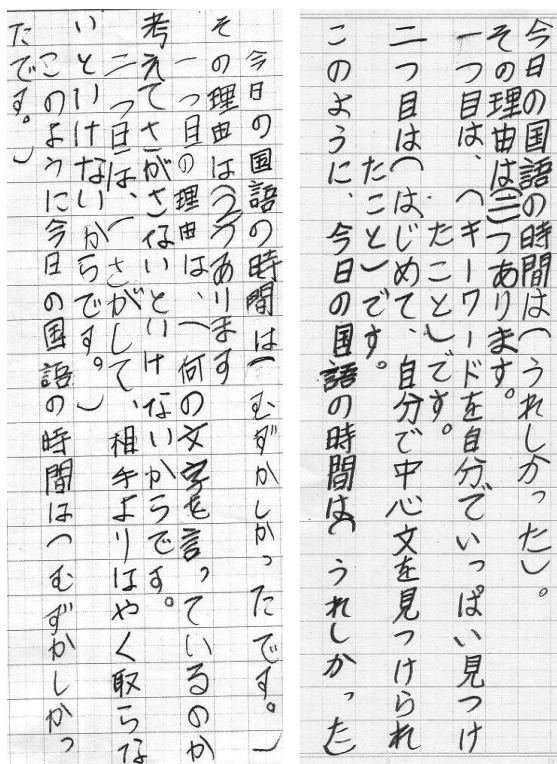 今日の国語の時間は（うれしかった）。
その理由は（二）つあります。
一つ目は、（キーワードを自分でいっぱい見つけ
たこと）です。
二つ目は（はじめて、自分で中心文を見つけられ
たこと）です。
このように、今日の国語の時間は（うれしかった）
今日の国語の時間は（むずかしかったです。）
その理由は（2）つあります
一つ目の理由は、（何の文字を言っているのか
考えてさがさないといけないからです。
二つ目は、（さがして、相手よりはやく取らな
いといけないからです。）
このように今日の国語の時間は（むずかしかっ
たです。）